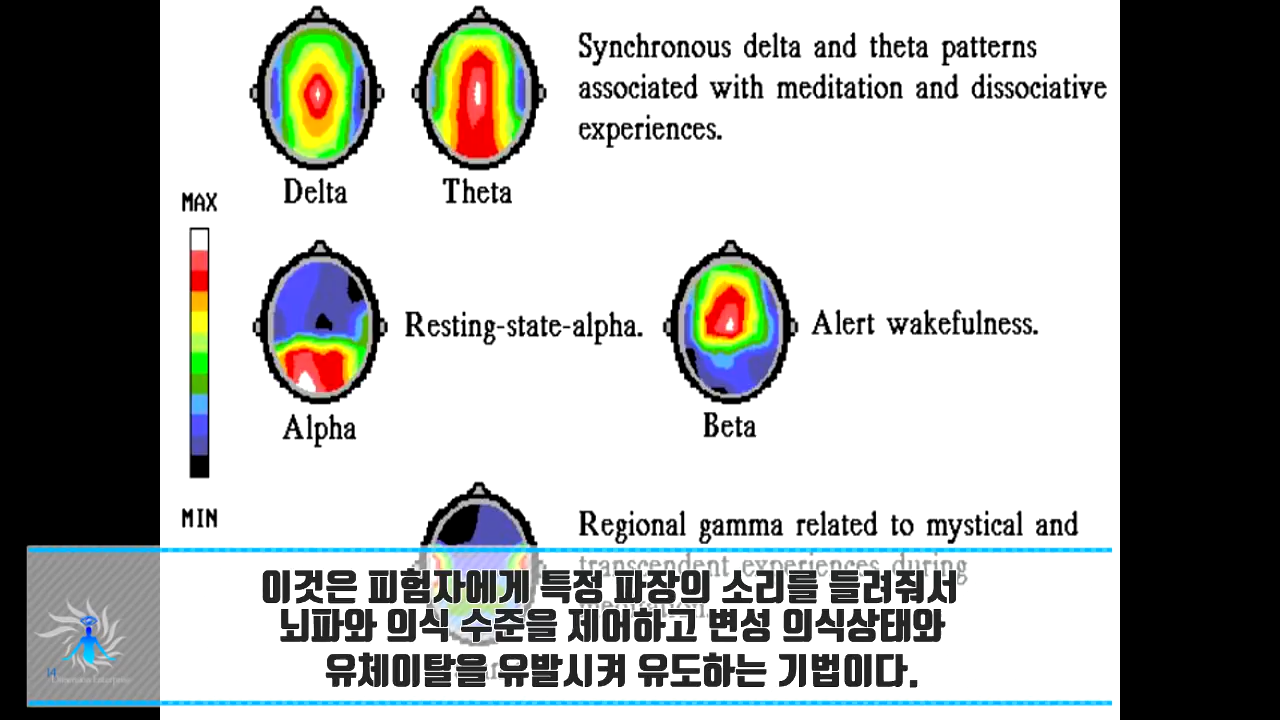 Synchronous delta and theta patterns
associated with meditation and dissociative
experiences.
Delta
Theta
MAX
Resting-state-alpha.
Alert wakefulness.
Alpha
Beta
MIN
Regional gamma related to mystical and
transcendent experiences during
이것은 피험자에게 특정 파장의 소리를 들려줘서
뇌파와 의식 수준을 제어하고 변성 의식상태와
유체이탈을 유발시켜 유도하는 기법이다.